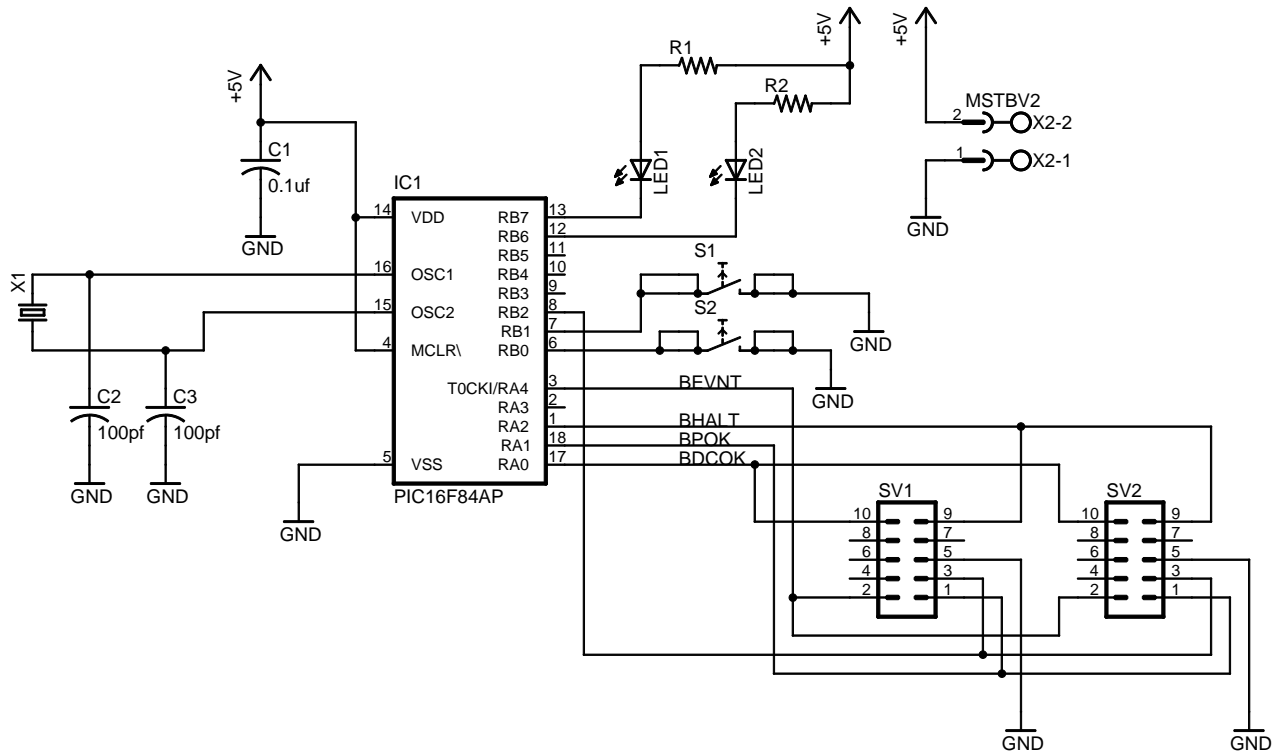 +5V
+5V
+5V
R1
R2
MSTBV2
2
X2-2
1
X2-1
C1
0.1uf
GND
LED1
LED2
GND
IC1
14
VDD
RB7
13
RB6
12
RB5
11
16
OSC1
RB4
10
RB3
9
15
OSC2
RB2
8
RB1
7
4
MCLR\
RB0
6
T0CKI/RA4
3
RA3
2
RA2
1
RA1
18
5
VSS
RA0
17
PIC16F84AP
X1
S1
S2
GND
GND
BEVNT
BHALT
BPOK
BDCOK
C2
100pf
C3
100pf
GND
GND
GND
SV1
10
9
8
7
6
5
4
3
2
1
SV2
10
9
8
7
6
5
4
3
2
1
GND
GND